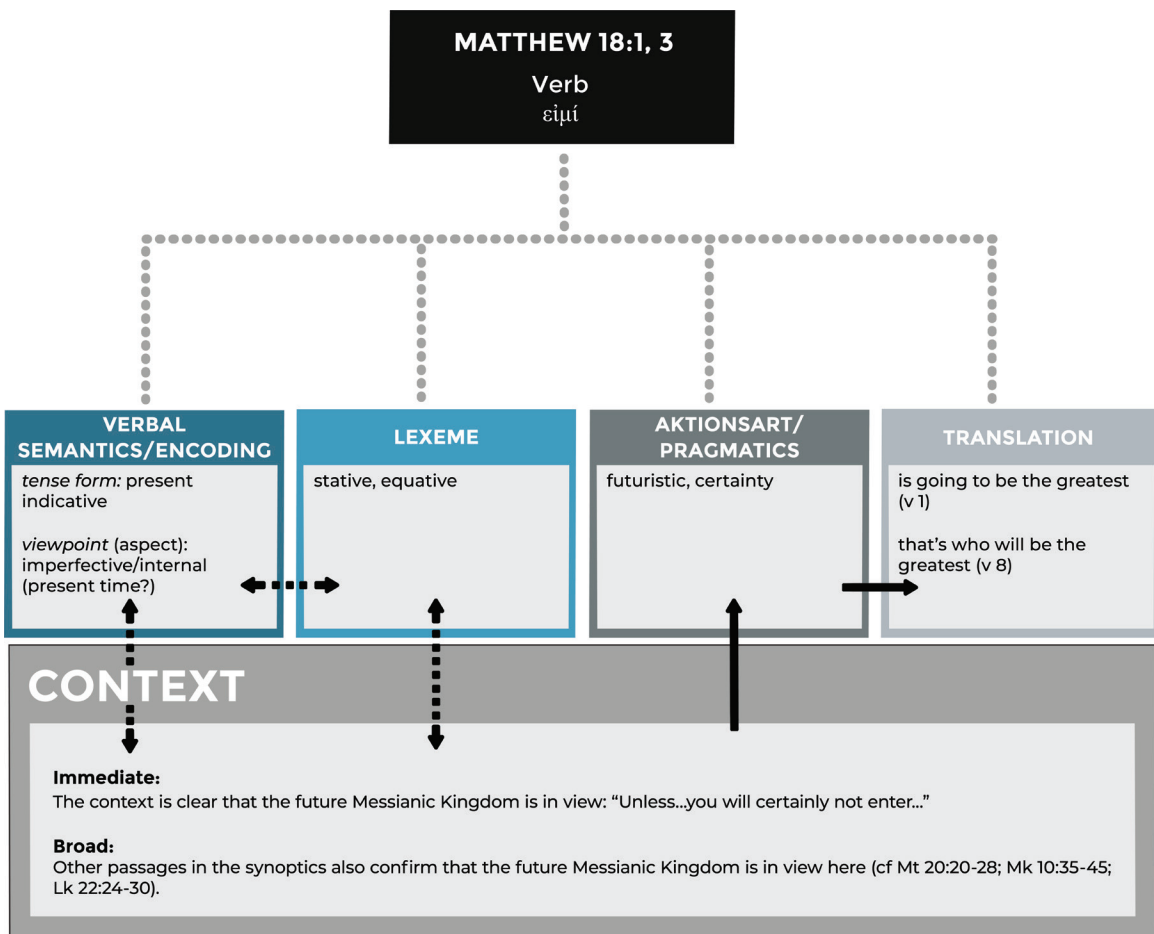 MATTHEW 18:1, 3
Verb
εἰμί
VERBAL
SEMANTICS/ENCODING
tense form: present
indicative
viewpoint (aspect):
imperfective/internal
(present time?)
LEXEME
stative, equative
AKTIONSART/
PRAGMATICS
futuristic, certainty
TRANSLATION
is going to be the greatest
(v 1)
that’s who will be the
greatest (v 8)
CONTEXT
Immediate:
The context is clear that the future Messianic Kingdom is in view: “Unless...you will certainly not enter...”
Broad:
Other passages in the synoptics also confirm that the future Messianic Kingdom is in view here (cf Mt 20:20-28; Mk 10:35-45;
Lk 22:24-30).